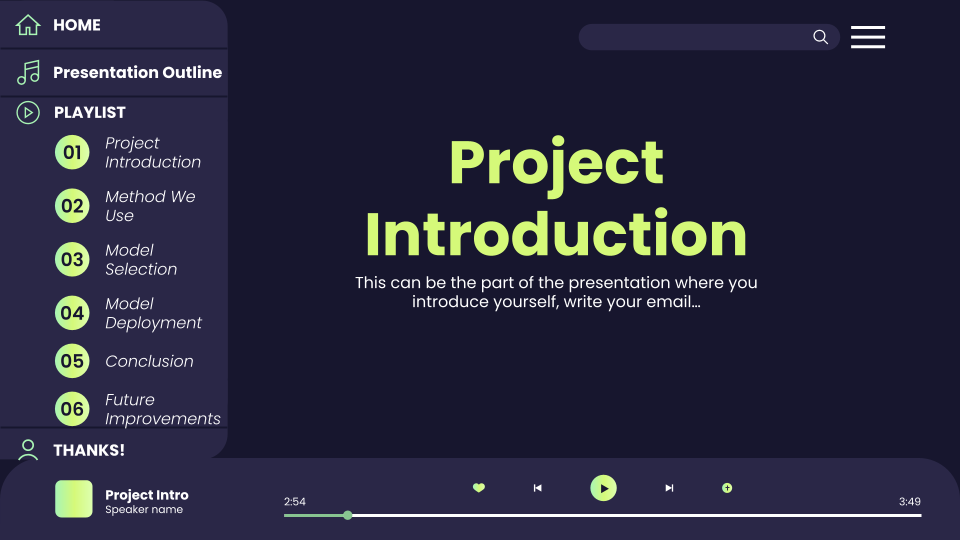 HOME
Presentation Outline
PLAYLIST
01
Project
Introduction
02
Method We
Use
03
Model
Selection
04
Model
Deployment
05
Conclusion
06
Future
Improvements
THANKS!
Project
Introduction
This can be the part of the presentation where you
introduce yourself, write your email…
Project Intro
Speaker name
2:54
3:49